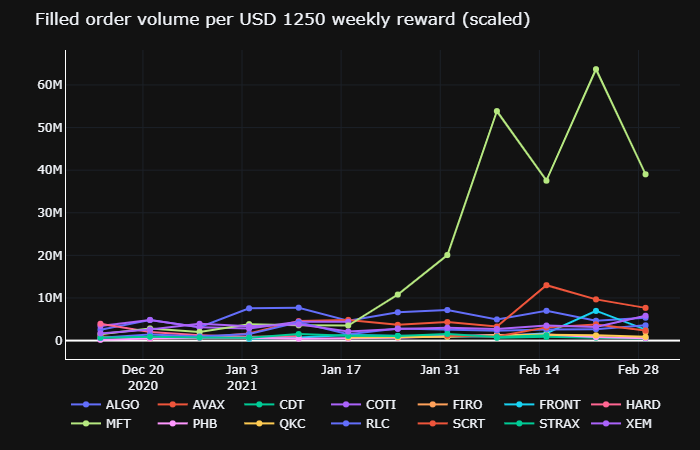 Filled order volume per USD 1250 weekly reward (scaled)
60M
50M
40M
30M
20M
10M
0
Dec 20 Jan 3 Jan 17 Jan 31 Feb 14 Feb 28
2020 2021
ALGO AVAX CDT COTI FIRO FRONT HARD
MFT PHB QKC RLC SCRT STRAX XEM